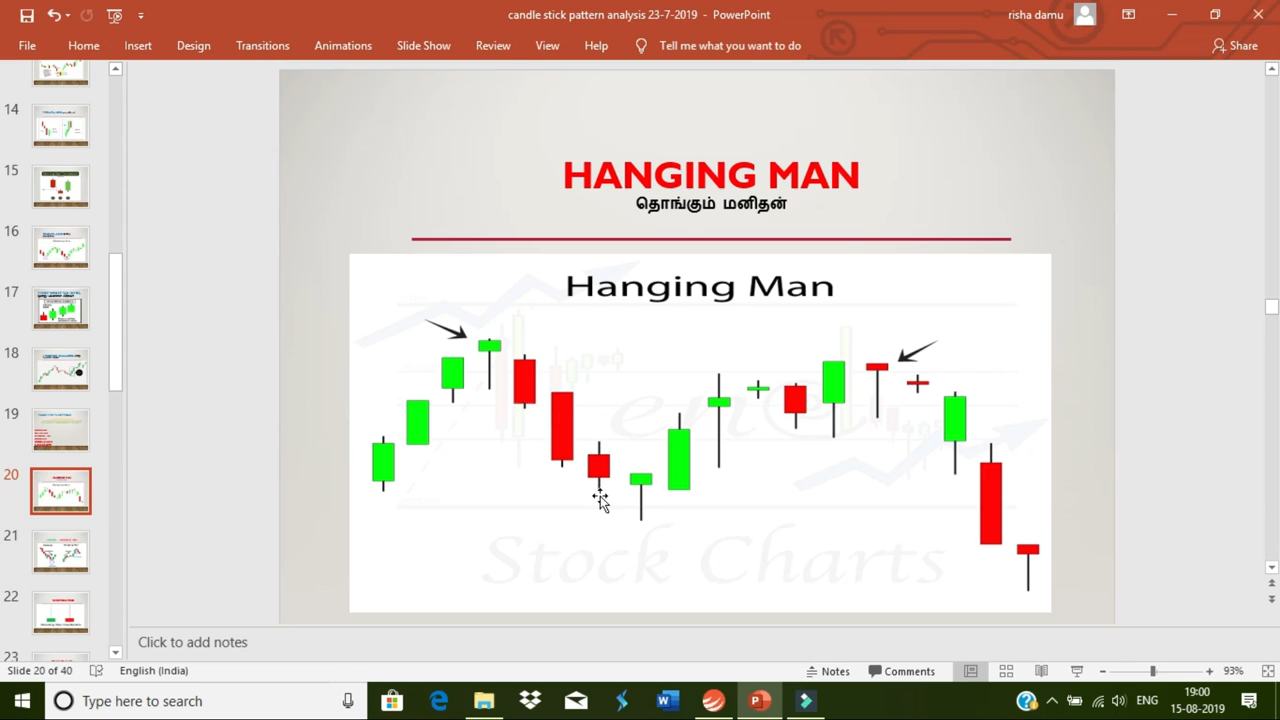 candle stick pattern analysis 23-7-2019 - PowerPoint
risha damu
File Home Insert Design Transitions Animations Slide Show Review View Help Tell me what you want to do Share
14
15
16
17
18
19
20
21
22
23
HANGING MAN
தொங்கும் மனிதன்
Hanging Man
Stock Charts
Click to add notes
Slide 20 of 40 English (India) Notes Comments 93%
Type here to search
ENG
19:00
15-08-2019